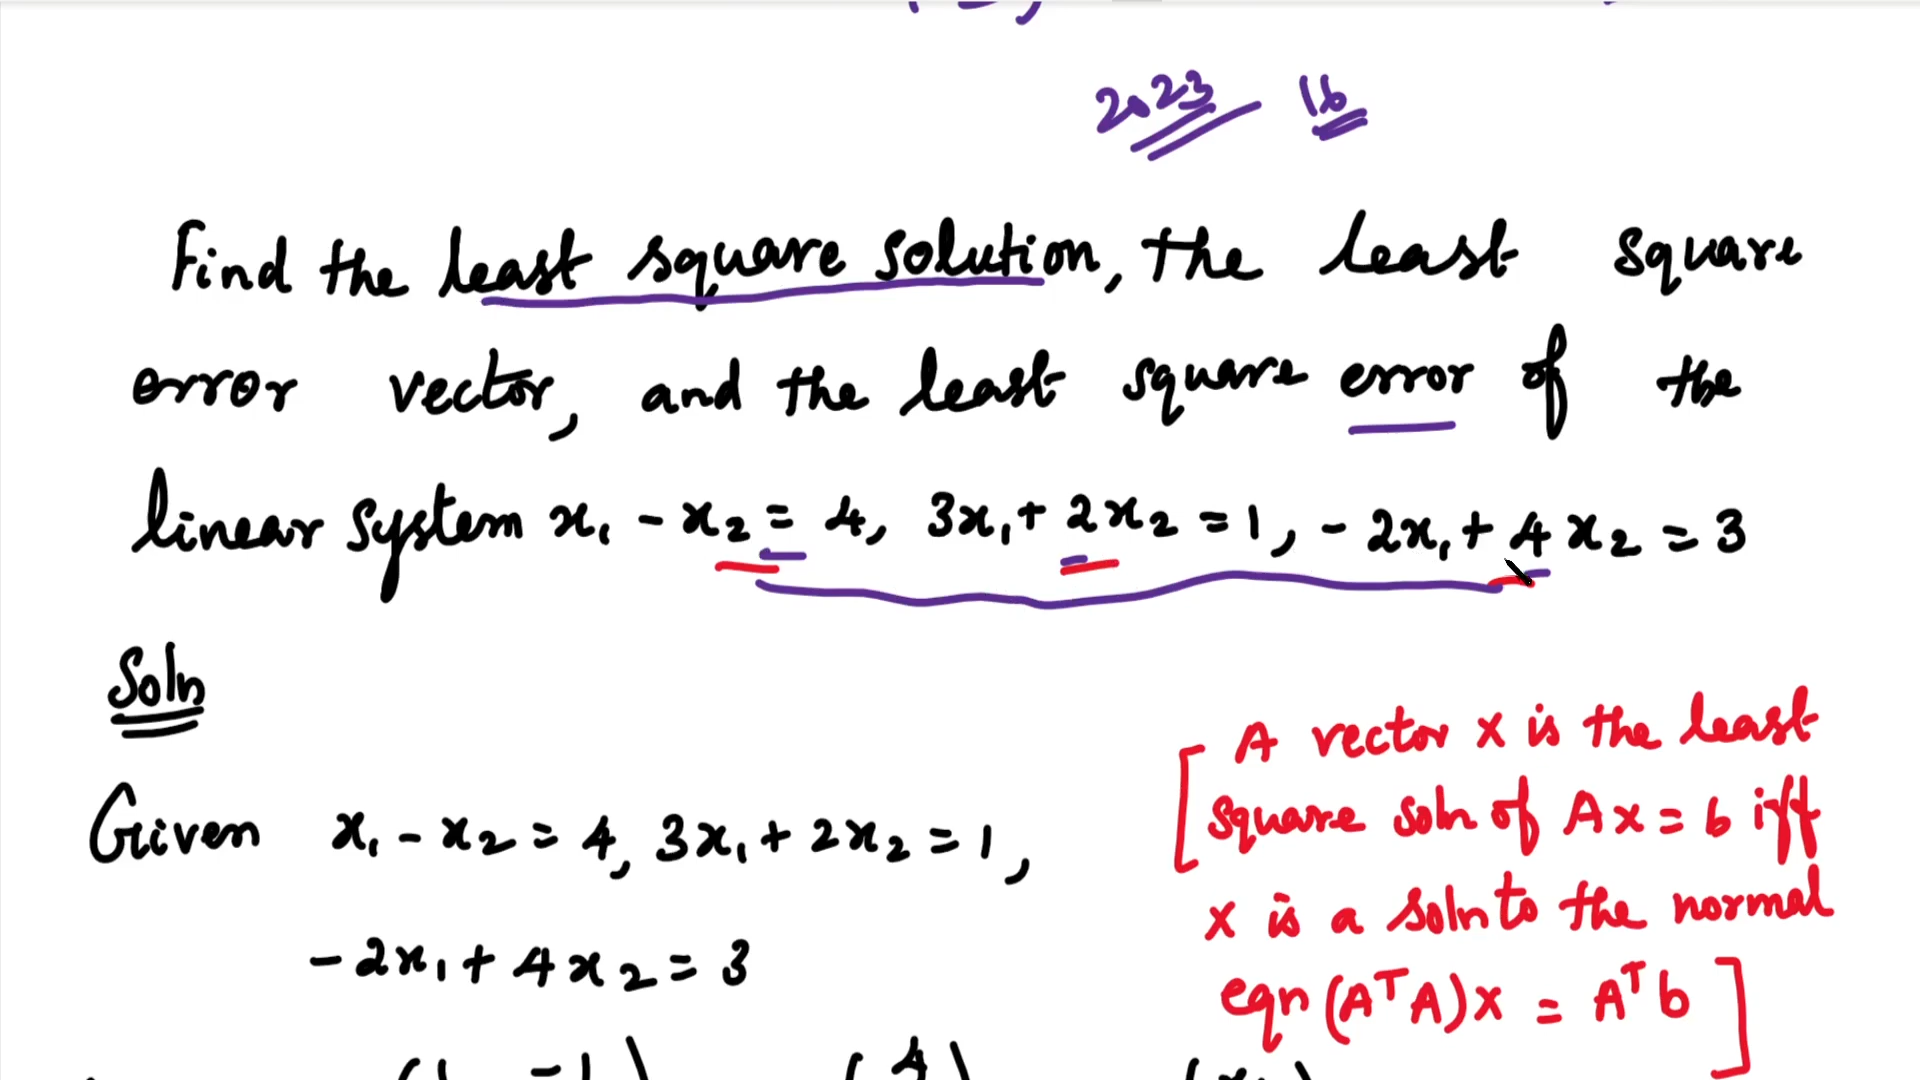 2023 16
Find the least square solution, the least square
error vector, and the least square error of the
linear system x₁ - x₂ = 4, 3x₁ + 2x₂ = 1, -2x₁ + 4x₂ = 3
Soln
Given x₁ - x₂ = 4, 3x₁ + 2x₂ = 1,
-2x₁ + 4x₂ = 3
[A vector x is the least
square soln of Ax = b iff
x is a soln to the normal
eqn (AᵀA)x = Aᵀb]